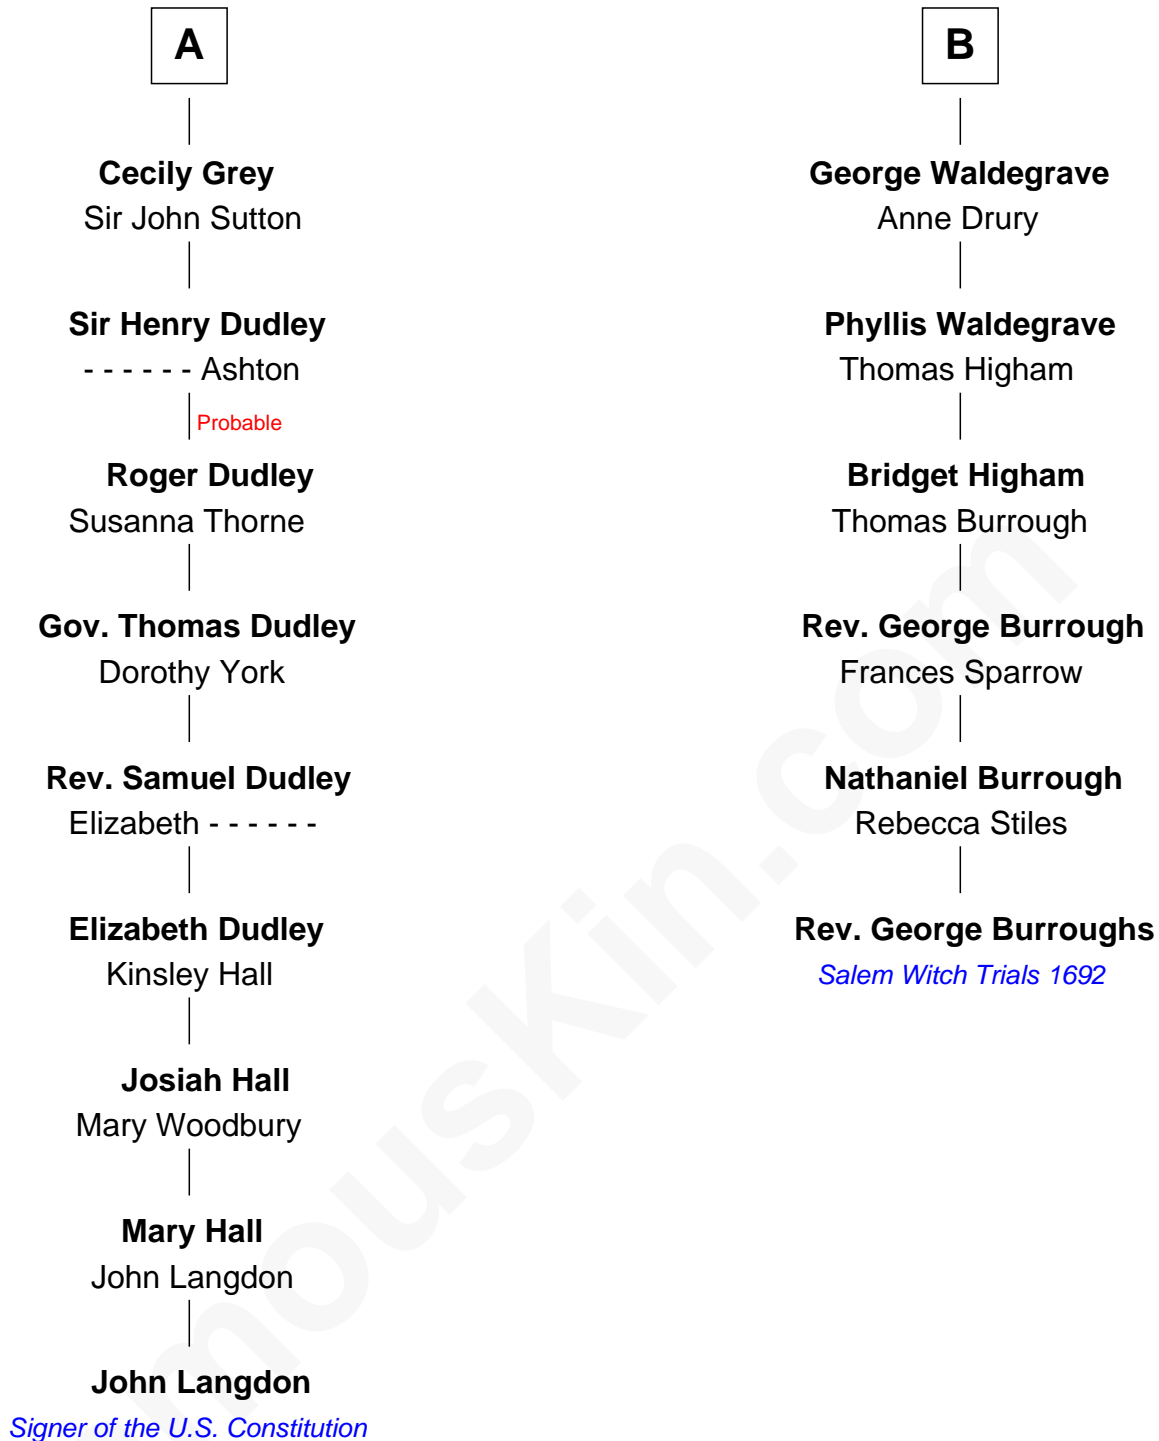 A
Cecily Grey
Sir John Sutton
Sir Henry Dudley
- - - - - - Ashton
Probable
Roger Dudley
Susanna Thorne
Gov. Thomas Dudley
Dorothy York
Rev. Samuel Dudley
Elizabeth - - - - - -
Elizabeth Dudley
Kinsley Hall
Josiah Hall
Mary Woodbury
Mary Hall
John Langdon
John Langdon
Signer of the U.S. Constitution
B
George Waldegrave
Anne Drury
Phyllis Waldegrave
Thomas Higham
Bridget Higham
Thomas Burrough
Rev. George Burrough
Frances Sparrow
Nathaniel Burrough
Rebecca Stiles
Rev. George Burroughs
Salem Witch Trials 1692
mouskin.com